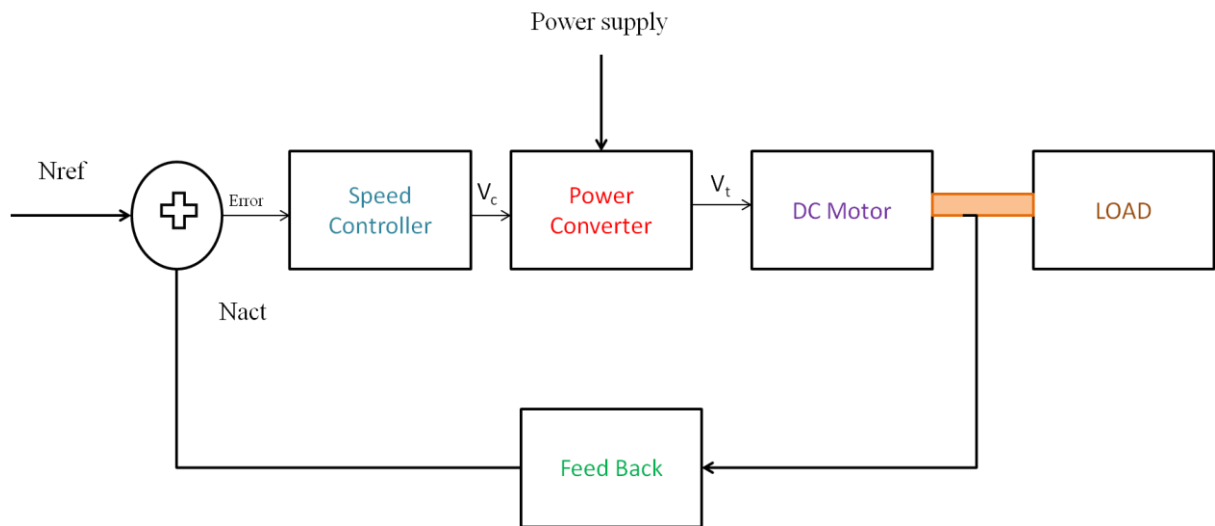 Power supply
Nref
Error
Speed
Controller
Vc
Power
Converter
Vt
DC Motor
LOAD
Nact
Feed Back